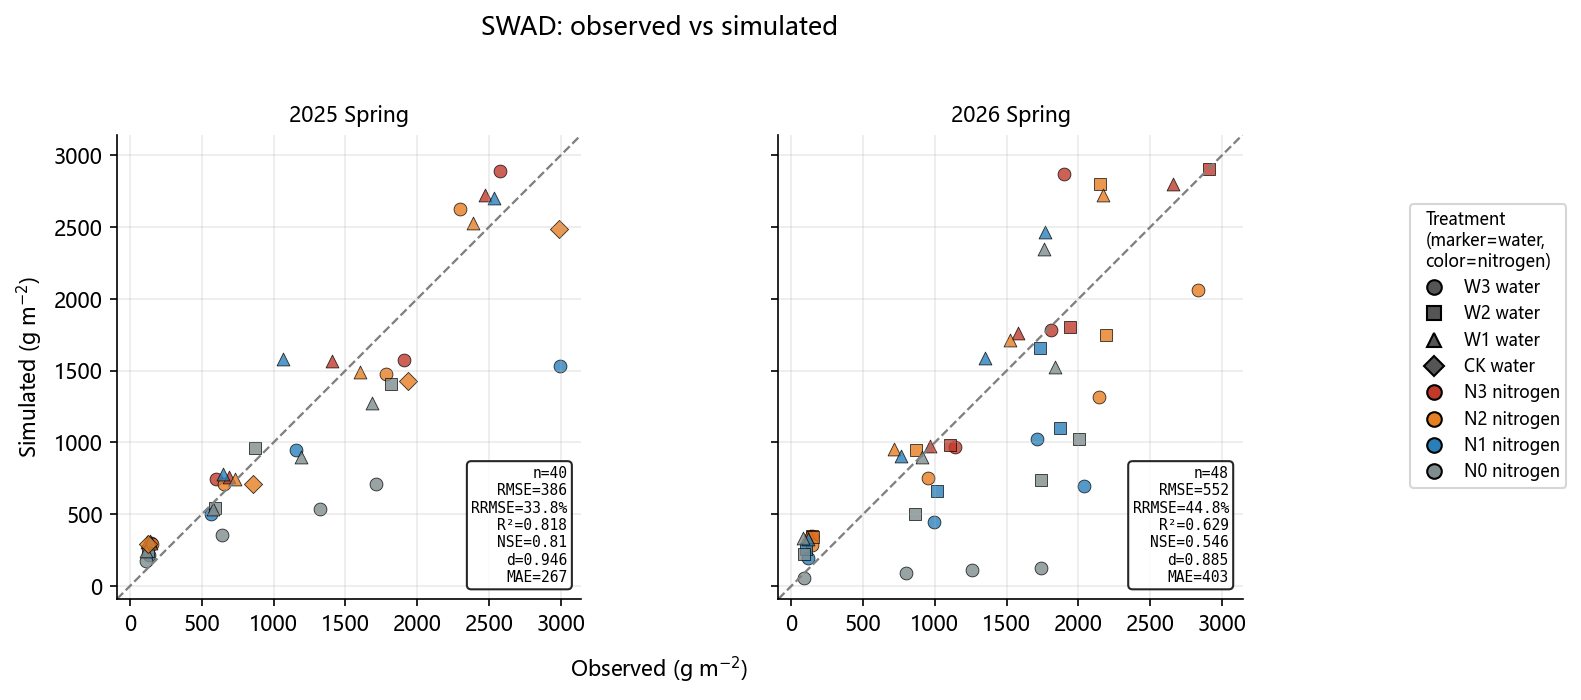 SWAD: observed vs simulated
2025 Spring
2026 Spring
Simulated (g m⁻²)
3000
2500
2000
1500
1000
500
0
n=40
RMSE=386
RRMSE=33.8%
R²=0.818
NSE=0.81
d=0.946
MAE=267
0 500 1000 1500 2000 2500 3000
n=48
RMSE=552
RRMSE=44.8%
R²=0.629
NSE=0.546
d=0.885
MAE=403
0 500 1000 1500 2000 2500 3000
Observed (g m⁻²)
Treatment
(marker=water,
color=nitrogen)
W3 water
W2 water
W1 water
CK water
N3 nitrogen
N2 nitrogen
N1 nitrogen
N0 nitrogen